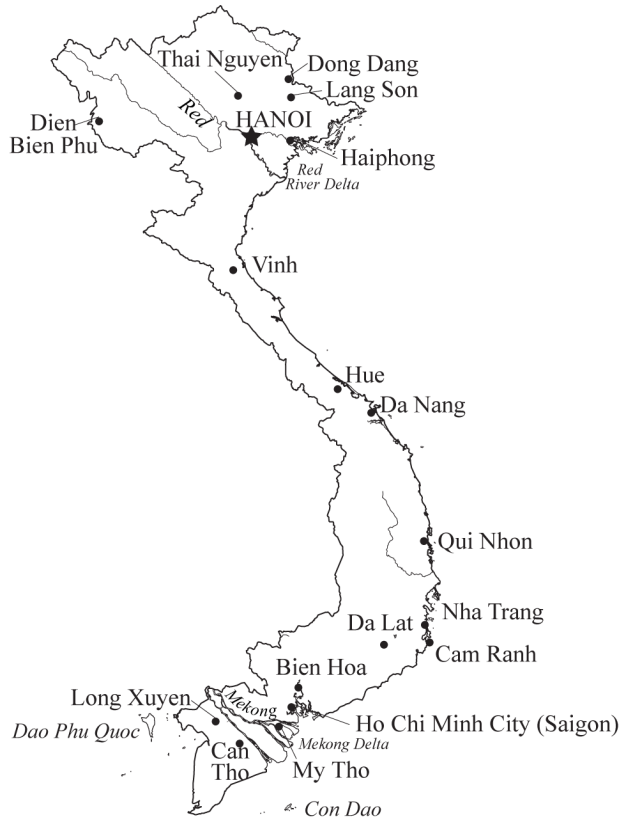 Thai Nguyen
Dong Dang
Lang Son
Red
HANOI
Dien
Bien Phu
Haiphong
Red
River Delta
Vinh
Hue
Da Nang
Qui Nhon
Nha Trang
Da Lat
Cam Ranh
Bien Hoa
Long Xuyen
Mekong
Dao Phu Quoc
Ho Chi Minh City (Saigon)
Mekong Delta
Can
Tho
My Tho
Con Dao